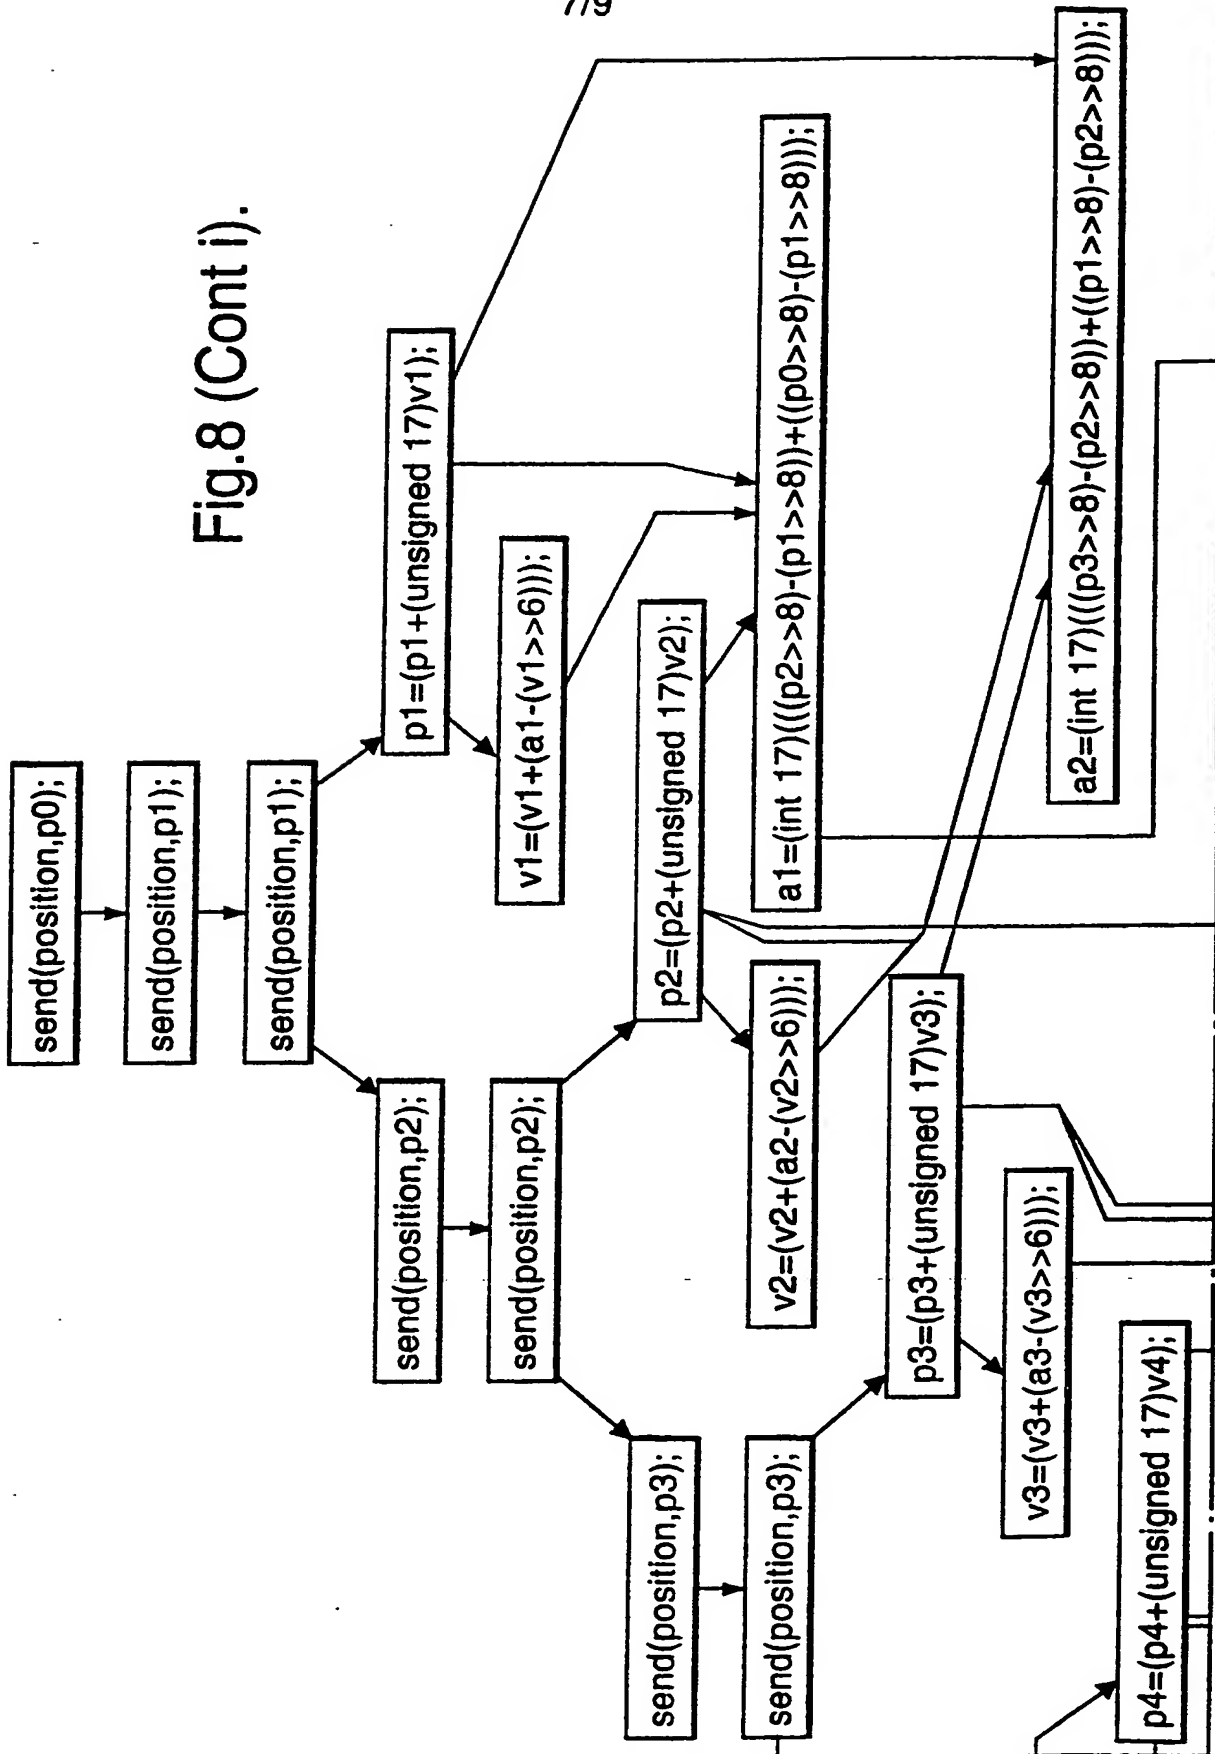 7/9
Fig.8 (Cont i).
send(position,p0);
send(position,p1);
send(position,p1);
p1=(p1+(unsigned 17)v1);
send(position,p2);
v1=(v1+(a1-(v1>>6)));
send(position,p2);
p2=(p2+(unsigned 17)v2);
send(position,p3);
a1=(int 17)(((p2>>8)-(p1>>8))+((p0>>8)-(p1>>8)));
v2=(v2+(a2-(v2>>6)));
send(position,p3);
p3=(p3+(unsigned 17)v3);
v3=(v3+(a3-(v3>>6)));
a2=(int 17)(((p3>>8)-(p2>>8))+((p1>>8)-(p2>>8)));
p4=(p4+(unsigned 17)v4);